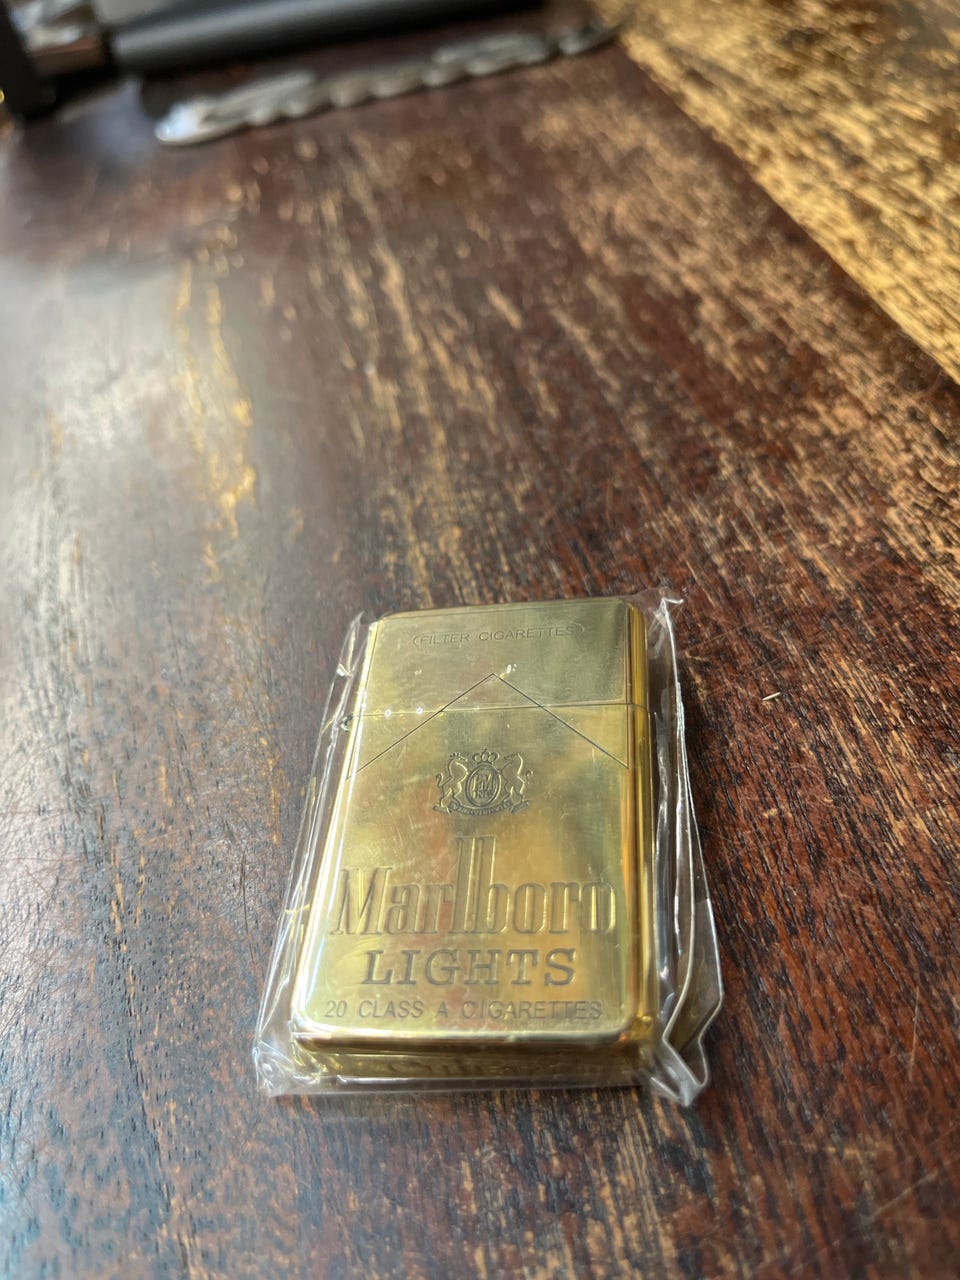 FILTER CIGARETTES
Marlboro
LIGHTS
20 CLASS A CIGARETTES